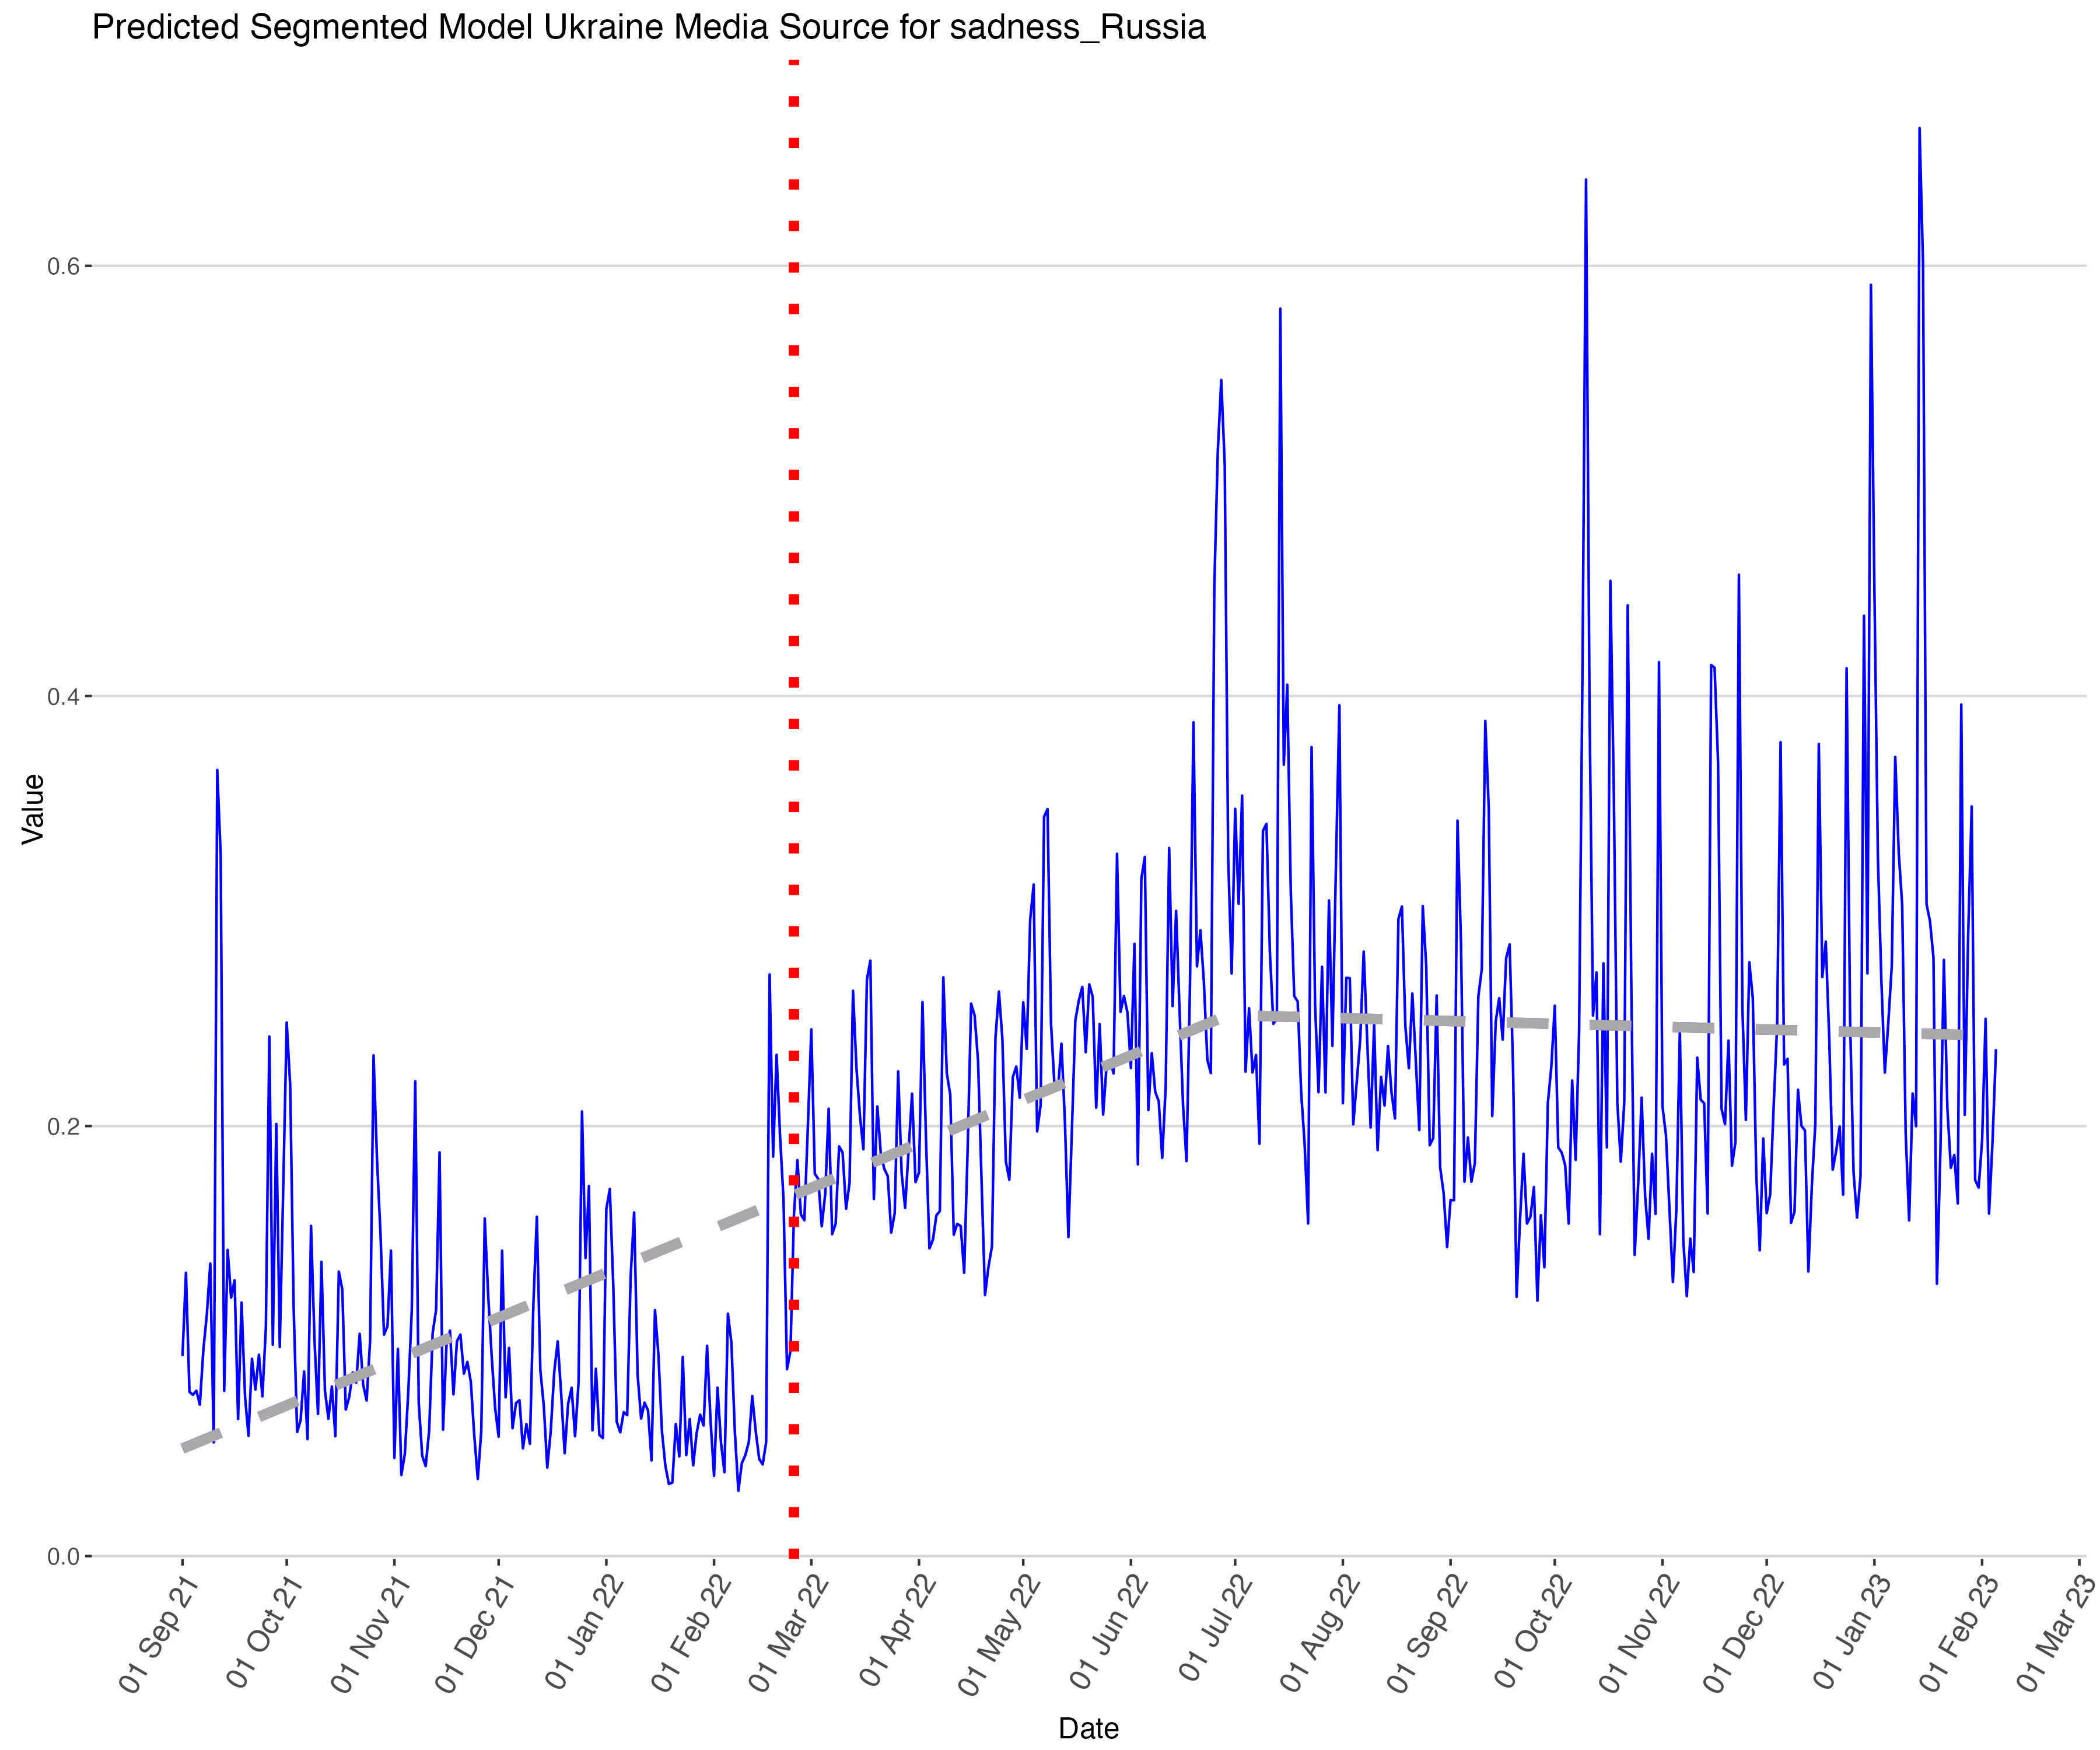 Predicted Segmented Model Ukraine Media Source for sadness_Russia
Value
0.6
0.4
0.2
0.0
01 Sep 21
01 Oct 21
01 Nov 21
01 Dec 21
01 Jan 22
01 Feb 22
01 Mar 22
01 Apr 22
01 May 22
01 Jun 22
01 Jul 22
01 Aug 22
01 Sep 22
01 Oct 22
01 Nov 22
01 Dec 22
01 Jan 23
01 Feb 23
01 Mar 23
Date